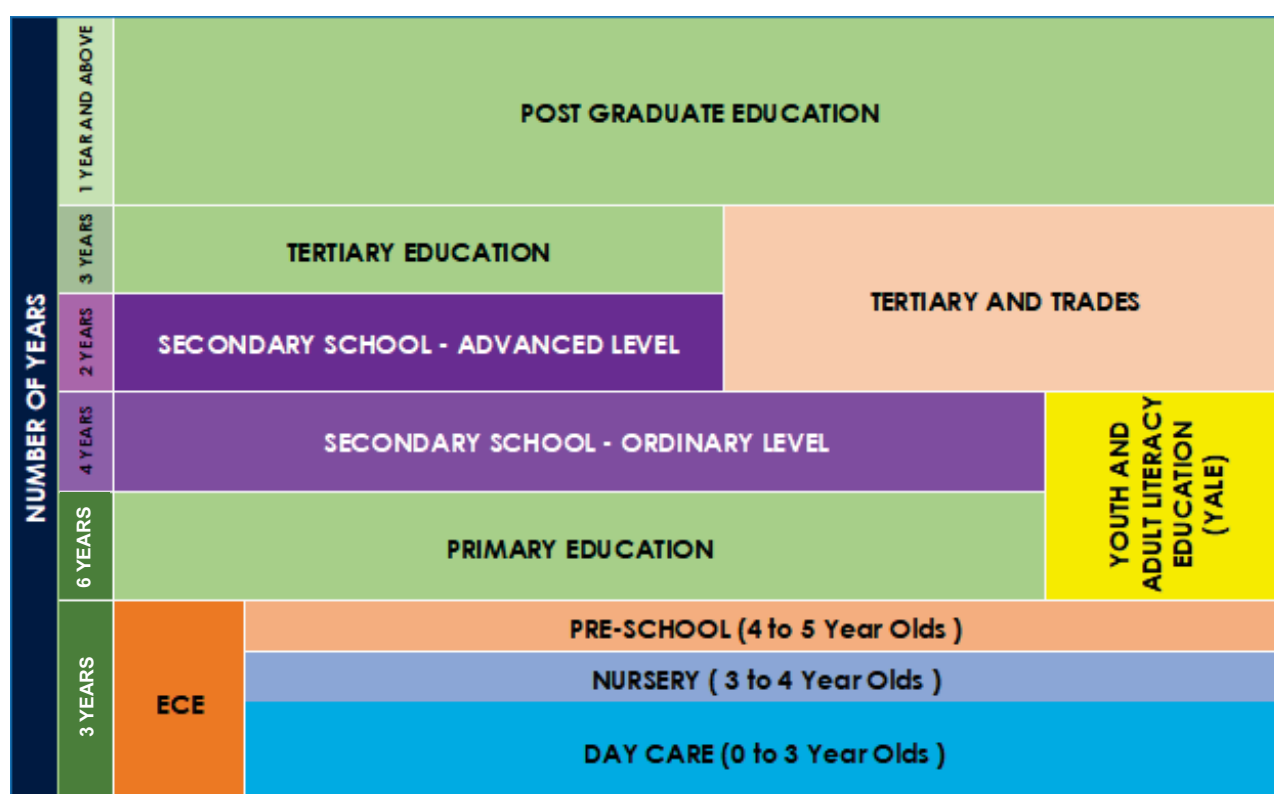 NUMBER OF YEARS
1 YEAR AND ABOVE
POST GRADUATE EDUCATION
3 YEARS
TERTIARY EDUCATION
TERTIARY AND TRADES
2 YEARS
SECONDARY SCHOOL - ADVANCED LEVEL
4 YEARS
SECONDARY SCHOOL - ORDINARY LEVEL
YOUTH AND
ADULT LITERACY
EDUCATION
(YALE)
6 YEARS
PRIMARY EDUCATION
3 YEARS
ECE
PRE-SCHOOL (4 to 5 Year Olds )
NURSERY ( 3 to 4 Year Olds )
DAY CARE (0 to 3 Year Olds )